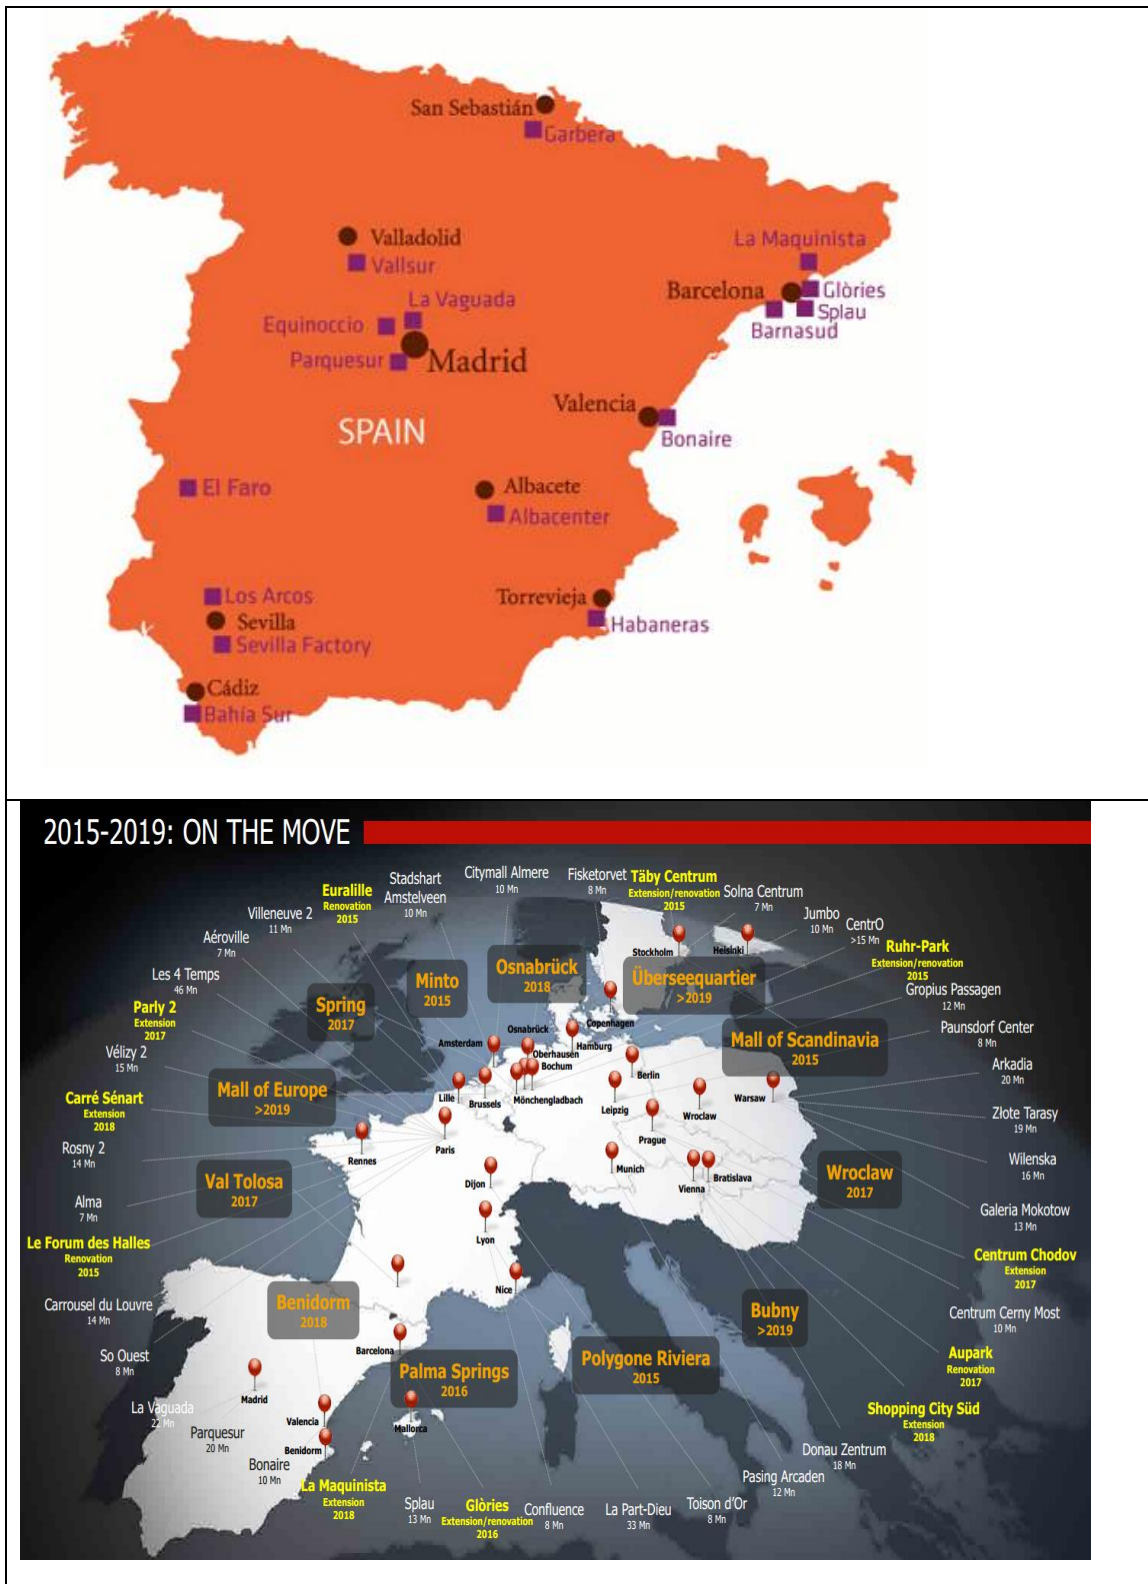 San Sebastián
Garbera
Valladolid
Vallsur
La Maquinista
La Vaguada
Barcelona
Glòries
Equinoccio
Splau
Barnasud
Parquesur
Madrid
Valencia
SPAIN
Bonaire
El Faro
Albacete
Albacenter
Los Arcos
Torrevieja
Sevilla
Habaneras
Sevilla Factory
Cádiz
Bahía Sur
2015-2019: ON THE MOVE
Euralille
Renovation
2015
Stadshart
Amstelveen
10 Mn
Citymall Almere
10 Mn
Fisketorvet
8 Mn
Täby Centrum
Extension/renovation
2015
Solna Centrum
7 Mn
Villeneuve 2
11 Mn
Jumbo
10 Mn
Aéroville
7 Mn
CentrO
>15 Mn
Ruhr-Park
Extension/renovation
2015
Les 4 Temps
46 Mn
Gropius Passagen
12 Mn
Parly 2
Extension
2017
Paunsdorf Center
8 Mn
Vélizy 2
15 Mn
Arkadia
20 Mn
Carré Sénart
Extension
2018
Złote Tarasy
19 Mn
Rosny 2
14 Mn
Wilenska
16 Mn
Alma
7 Mn
Galeria Mokotow
13 Mn
Le Forum des Halles
Renovation
2015
Centrum Chodov
Extension
2017
Carrousel du Louvre
14 Mn
Centrum Cerny Most
10 Mn
So Ouest
8 Mn
Aupark
Renovation
2017
La Vaguada
22 Mn
Shopping City Süd
Extension
2018
Parquesur
20 Mn
Donau Zentrum
18 Mn
Bonaire
10 Mn
Pasing Arcaden
12 Mn
La Maquinista
Extension
2018
Splau
13 Mn
Glòries
Extension/renovation
2016
Confluence
8 Mn
La Part-Dieu
33 Mn
Toison d'Or
8 Mn
Spring
2017
Minto
2015
Osnabrück
2018
Überseequartier
>2019
Mall of Scandinavia
2015
Mall of Europe
>2019
Val Tolosa
2017
Wroclaw
2017
Benidorm
2018
Palma Springs
2016
Polygone Riviera
2015
Bubny
>2019
Stockholm
Helsinki
Copenhagen
Osnabrück
Amsterdam
Hamburg
Oberhausen
Bochum
Berlin
Lille
Brussels
Mönchengladbach
Leipzig
Wroclaw
Warsaw
Paris
Prague
Rennes
Munich
Dijon
Vienna
Bratislava
Lyon
Nice
Barcelona
Madrid
Valencia
Mallorca
Benidorm